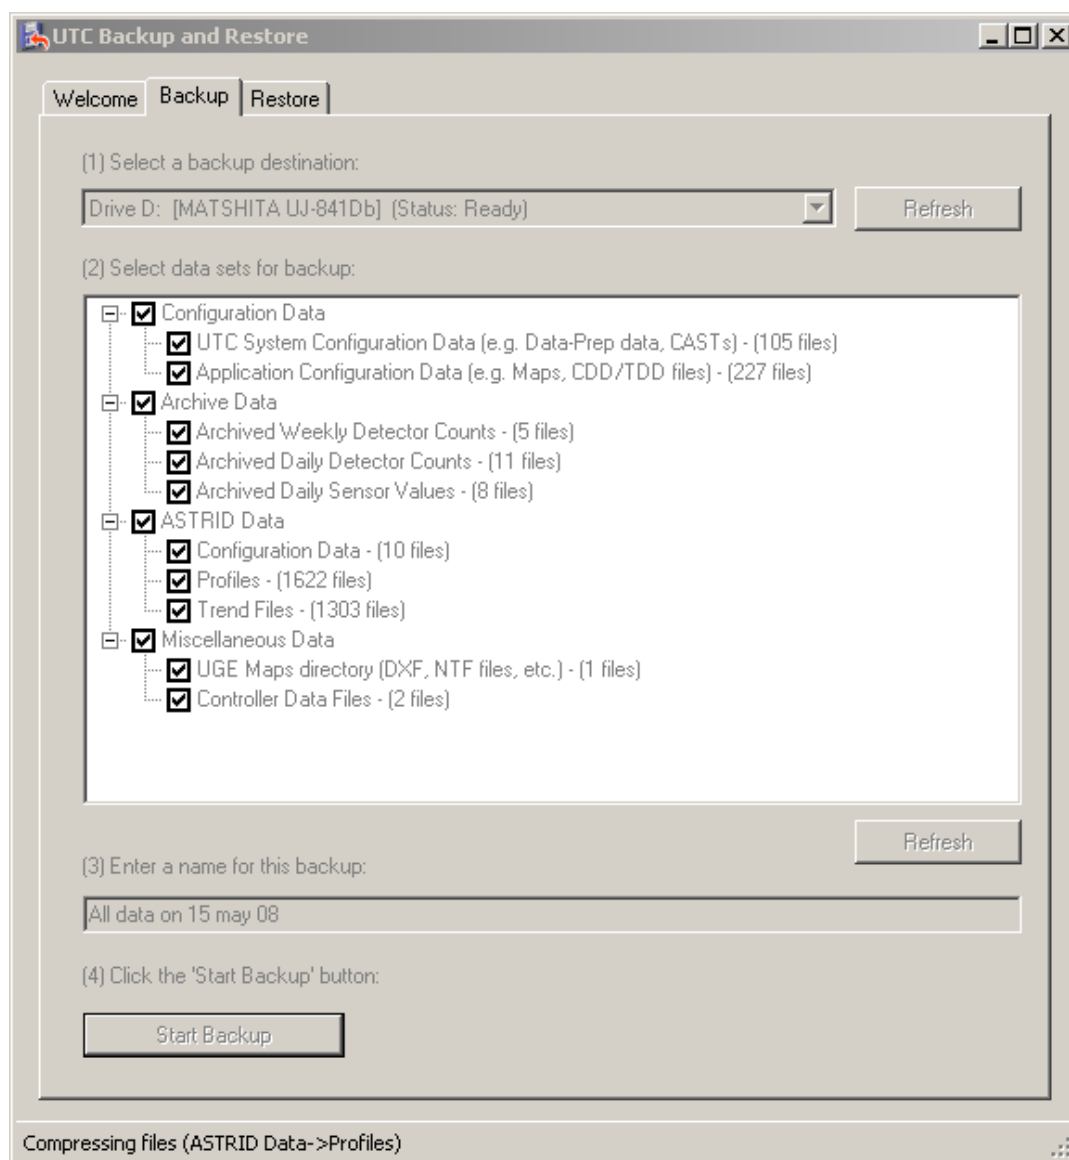 UTC Backup and Restore
Welcome Backup Restore
(1) Select a backup destination:
Drive D: [MATSHITA UJ-841Db] (Status: Ready) Refresh
(2) Select data sets for backup:
Configuration Data
UTC System Configuration Data (e.g. Data-Prep data, CASTs) - (105 files)
Application Configuration Data (e.g. Maps, CDD/TDD files) - (227 files)
Archive Data
Archived Weekly Detector Counts - (5 files)
Archived Daily Detector Counts - (11 files)
Archived Daily Sensor Values - (8 files)
ASTRID Data
Configuration Data - (10 files)
Profiles - (1622 files)
Trend Files - (1303 files)
Miscellaneous Data
UGE Maps directory (DXF, NTF files, etc.) - (1 files)
Controller Data Files - (2 files)
Refresh
(3) Enter a name for this backup:
All data on 15 may 08
(4) Click the 'Start Backup' button:
Start Backup
Compressing files (ASTRID Data->Profiles)